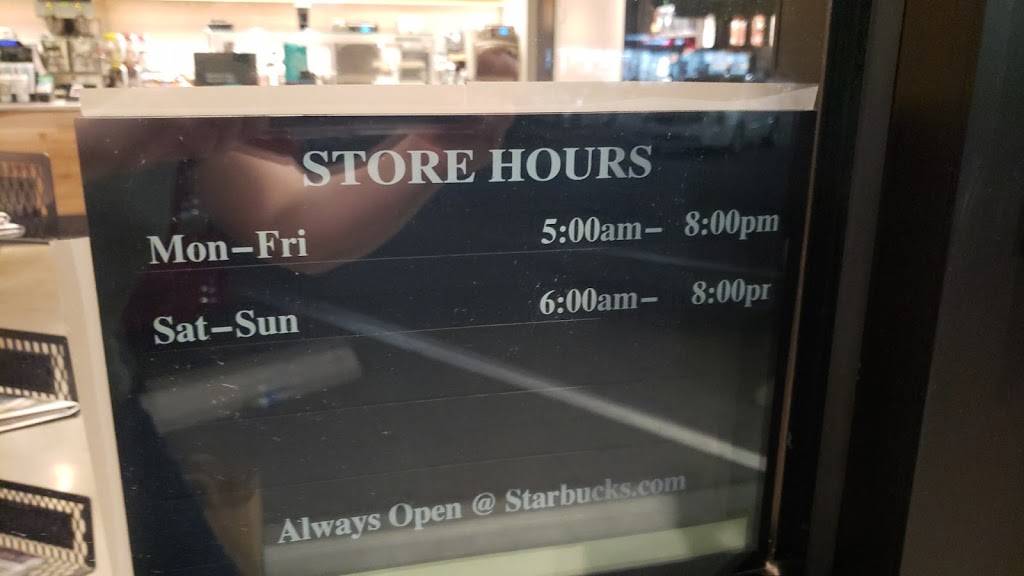 STORE HOURS
Mon-Fri 5:00am- 8:00pm
Sat-Sun 6:00am- 8:00pr
Always Open @ Starbucks.com